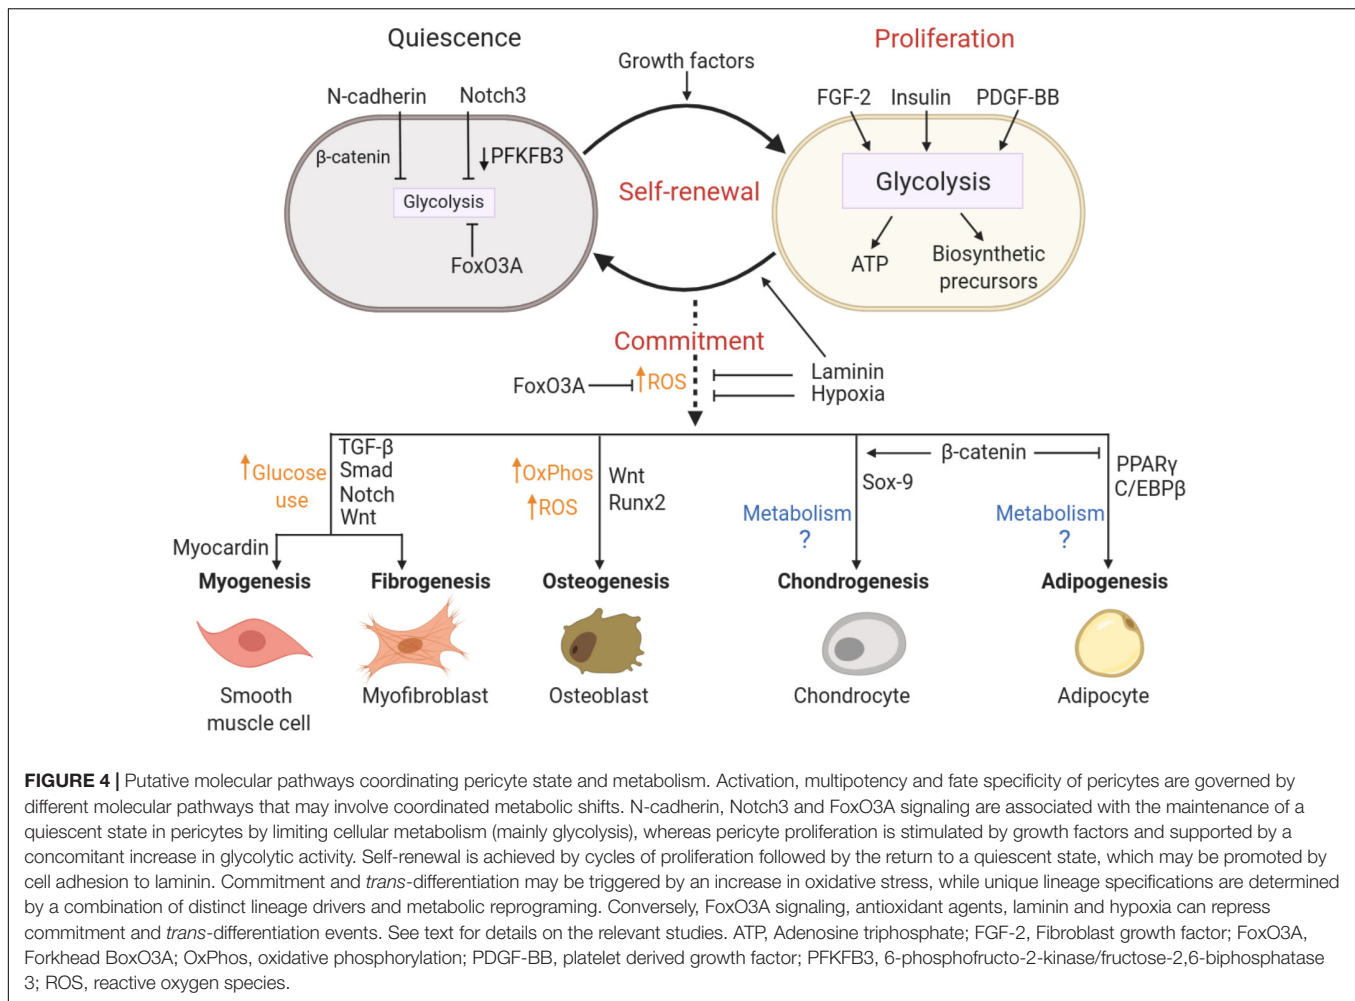 Quiescence
Proliferation
Growth factors
N-cadherin
Notch3
FGF-2
Insulin
PDGF-BB
β-catenin
PFKFB3
Glycolysis
Glycolysis
Self-renewal
FoxO3A
ATP
Biosynthetic
precursors
Commitment
FoxO3A
ROS
Laminin
Hypoxia
TGF-β
Smad
Notch
Wnt
Glucose
use
OxPhos
ROS
Wnt
Runx2
β-catenin
Sox-9
PPARγ
C/EBPβ
Metabolism
?
Metabolism
?
Myocardin
Myogenesis
Fibrogenesis
Osteogenesis
Chondrogenesis
Adipogenesis
Smooth
muscle cell
Myofibroblast
Osteoblast
Chondrocyte
Adipocyte
FIGURE 4 | Putative molecular pathways coordinating pericyte state and metabolism. Activation, multipotency and fate specificity of pericytes are governed by
different molecular pathways that may involve coordinated metabolic shifts. N-cadherin, Notch3 and FoxO3A signaling are associated with the maintenance of a
quiescent state in pericytes by limiting cellular metabolism (mainly glycolysis), whereas pericyte proliferation is stimulated by growth factors and supported by a
concomitant increase in glycolytic activity. Self-renewal is achieved by cycles of proliferation followed by the return to a quiescent state, which may be promoted by
cell adhesion to laminin. Commitment and trans-differentiation may be triggered by an increase in oxidative stress, while unique lineage specifications are determined
by a combination of distinct lineage drivers and metabolic reprograming. Conversely, FoxO3A signaling, antioxidant agents, laminin and hypoxia can repress
commitment and trans-differentiation events. See text for details on the relevant studies. ATP, Adenosine triphosphate; FGF-2, Fibroblast growth factor; FoxO3A,
Forkhead BoxO3A; OxPhos, oxidative phosphorylation; PDGF-BB, platelet derived growth factor; PFKFB3, 6-phosphofructo-2-kinase/fructose-2,6-biphosphatase
3; ROS, reactive oxygen species.